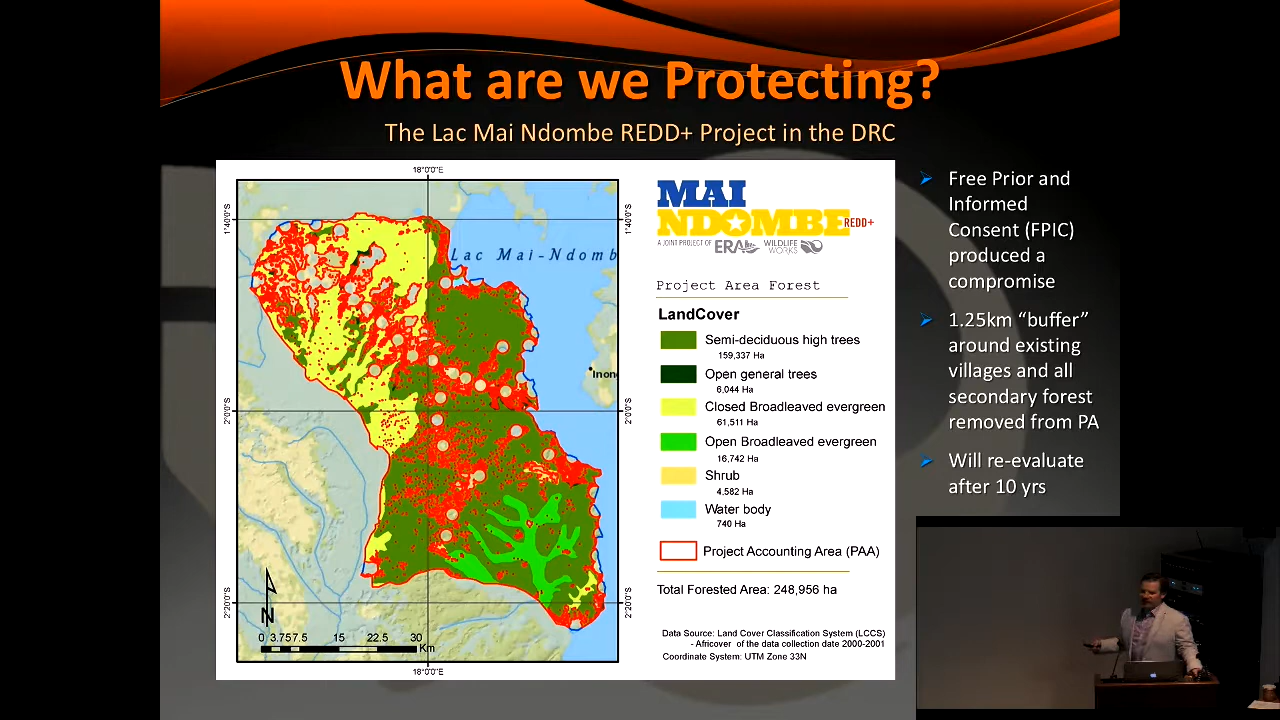 What are we Protecting?
The Lac Mai Ndombe REDD+ Project in the DRC
18°0'0"E
1°40'0"S
1°40'0"S
Lac Mai-Ndomb
Inong
2°0'0"S
2°0'0"S
2°20'0"S
2°20'0"S
N
0 3.75 7.5 15 22.5 30
Km
18°0'0"E
MAI
NDOMBE REDD+
A JOINT PROJECT OF ERA WILDLIFE WORKS
Project Area Forest
LandCover
Semi-deciduous high trees
159,337 Ha
Open general trees
6,044 Ha
Closed Broadleaved evergreen
61,511 Ha
Open Broadleaved evergreen
16,742 Ha
Shrub
4,582 Ha
Water body
740 Ha
Project Accounting Area (PAA)
Total Forested Area: 248,956 ha
Data Source: Land Cover Classification System (LCCS)
- Africover of the data collection date 2000-2001
Coordinate System: UTM Zone 33N
Free Prior and
Informed
Consent (FPIC)
produced a
compromise
1.25km “buffer”
around existing
villages and all
secondary forest
removed from PA
Will re-evaluate
after 10 yrs